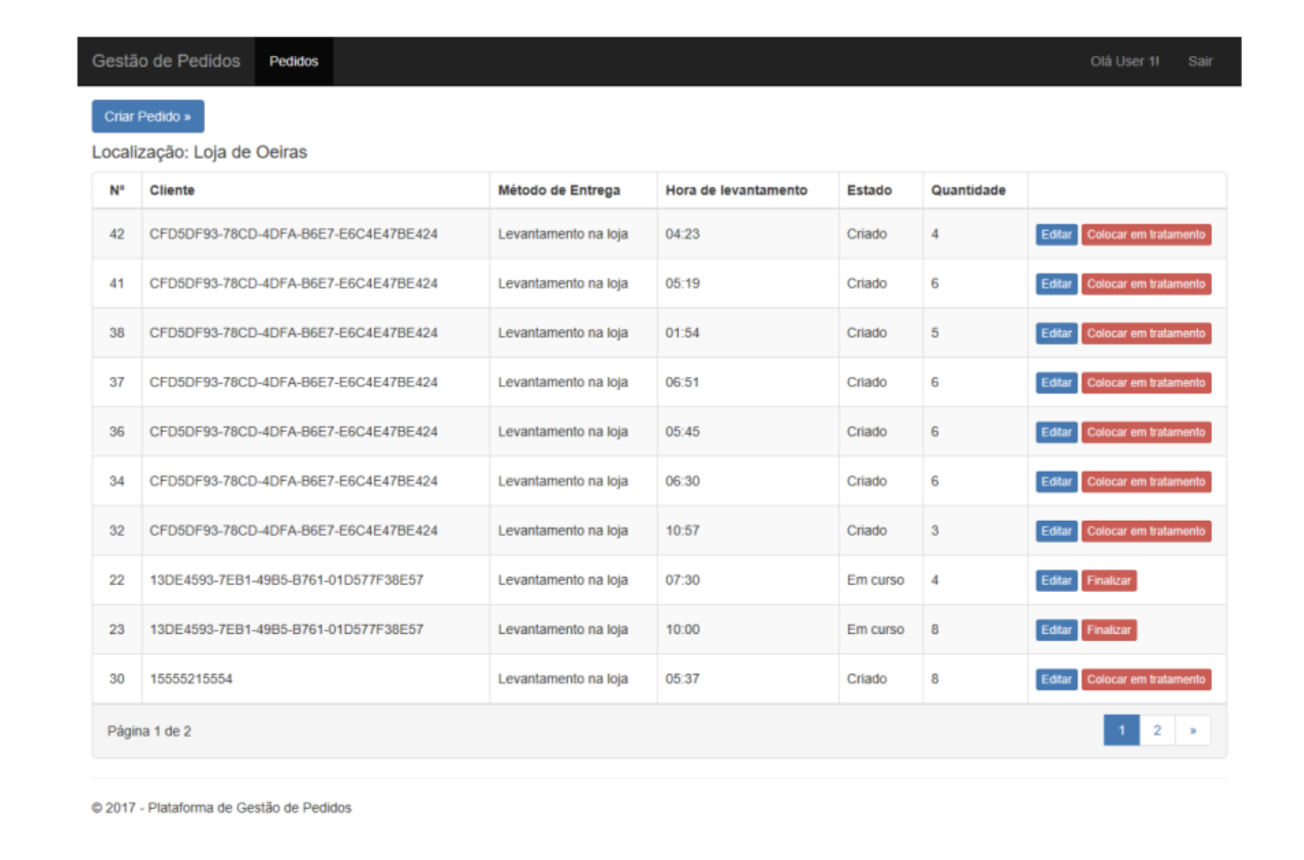 Gestão de Pedidos Pedidos Olá User 1! Sair
Criar Pedido »
Localização: Loja de Oeiras
Nº Cliente Método de Entrega Hora de levantamento Estado Quantidade
42 CFD5DF93-78CD-4DFA-B6E7-E6C4E47BE424 Levantamento na loja 04:23 Criado 4 Editar Colocar em tratamento
41 CFD5DF93-78CD-4DFA-B6E7-E6C4E47BE424 Levantamento na loja 05:19 Criado 6 Editar Colocar em tratamento
38 CFD5DF93-78CD-4DFA-B6E7-E6C4E47BE424 Levantamento na loja 01:54 Criado 5 Editar Colocar em tratamento
37 CFD5DF93-78CD-4DFA-B6E7-E6C4E47BE424 Levantamento na loja 06:51 Criado 6 Editar Colocar em tratamento
36 CFD5DF93-78CD-4DFA-B6E7-E6C4E47BE424 Levantamento na loja 05:45 Criado 6 Editar Colocar em tratamento
34 CFD5DF93-78CD-4DFA-B6E7-E6C4E47BE424 Levantamento na loja 06:30 Criado 6 Editar Colocar em tratamento
32 CFD5DF93-78CD-4DFA-B6E7-E6C4E47BE424 Levantamento na loja 10:57 Criado 3 Editar Colocar em tratamento
22 13DE4593-7EB1-49B5-B761-01D577F38E57 Levantamento na loja 07:30 Em curso 4 Editar Finalizar
23 13DE4593-7EB1-49B5-B761-01D577F38E57 Levantamento na loja 10:00 Em curso 8 Editar Finalizar
30 15555215554 Levantamento na loja 05:37 Criado 8 Editar Colocar em tratamento
Página 1 de 2 1 2 »
© 2017 - Plataforma de Gestão de Pedidos